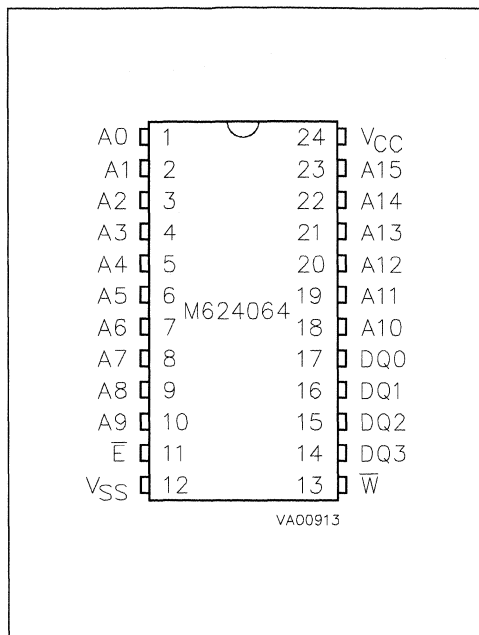 A0 1 24 VCC
A1 2 23 A15
A2 3 22 A14
A3 4 21 A13
A4 5 20 A12
A5 6 19 A11
M624064
A6 7 18 A10
A7 8 17 DQ0
A8 9 16 DQ1
A9 10 15 DQ2
E̅ 11 14 DQ3
VSS 12 13 W̅
VA00913